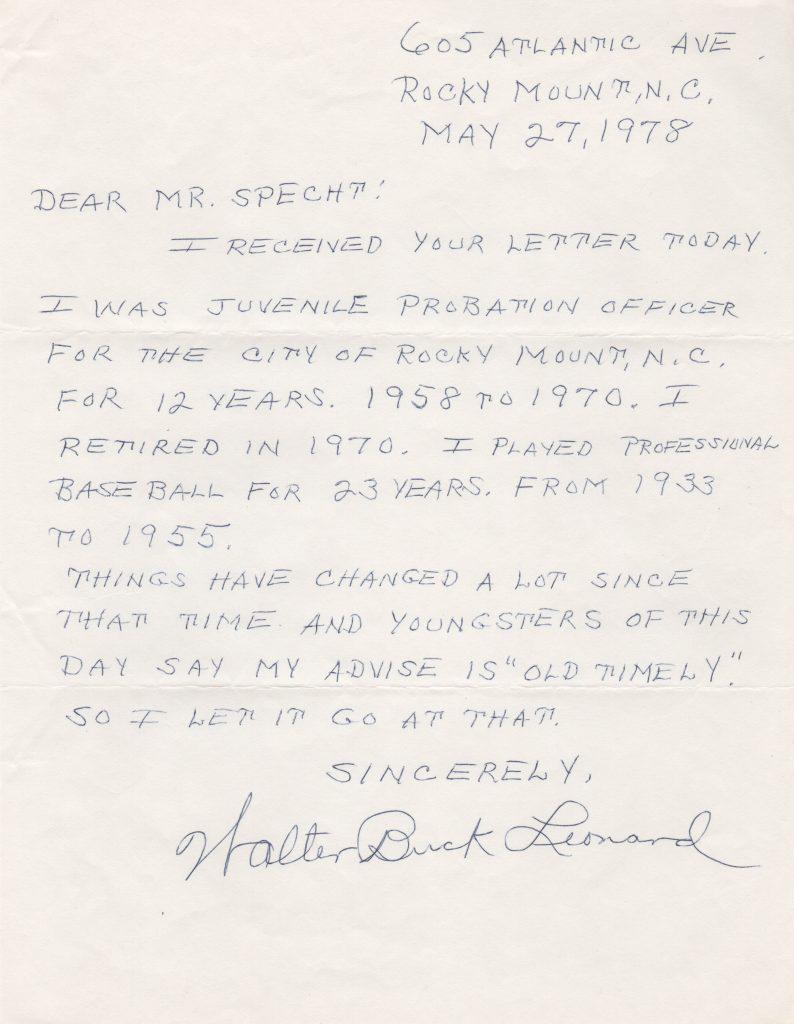 605 ATLANTIC AVE.
ROCKY MOUNT, N.C.
MAY 27, 1978
DEAR MR. SPECHT:
I RECEIVED YOUR LETTER TODAY.
I WAS JUVENILE PROBATION OFFICER
FOR THE CITY OF ROCKY MOUNT, N.C.
FOR 12 YEARS. 1958 TO 1970. I
RETIRED IN 1970. I PLAYED PROFESSIONAL
BASE BALL FOR 23 YEARS. FROM 1933
TO 1955.
THINGS HAVE CHANGED A LOT SINCE
THAT TIME. AND YOUNGSTERS OF THIS
DAY SAY MY ADVISE IS "OLD TIMELY".
SO I LET IT GO AT THAT.
SINCERELY,
Walter Buck Leonard